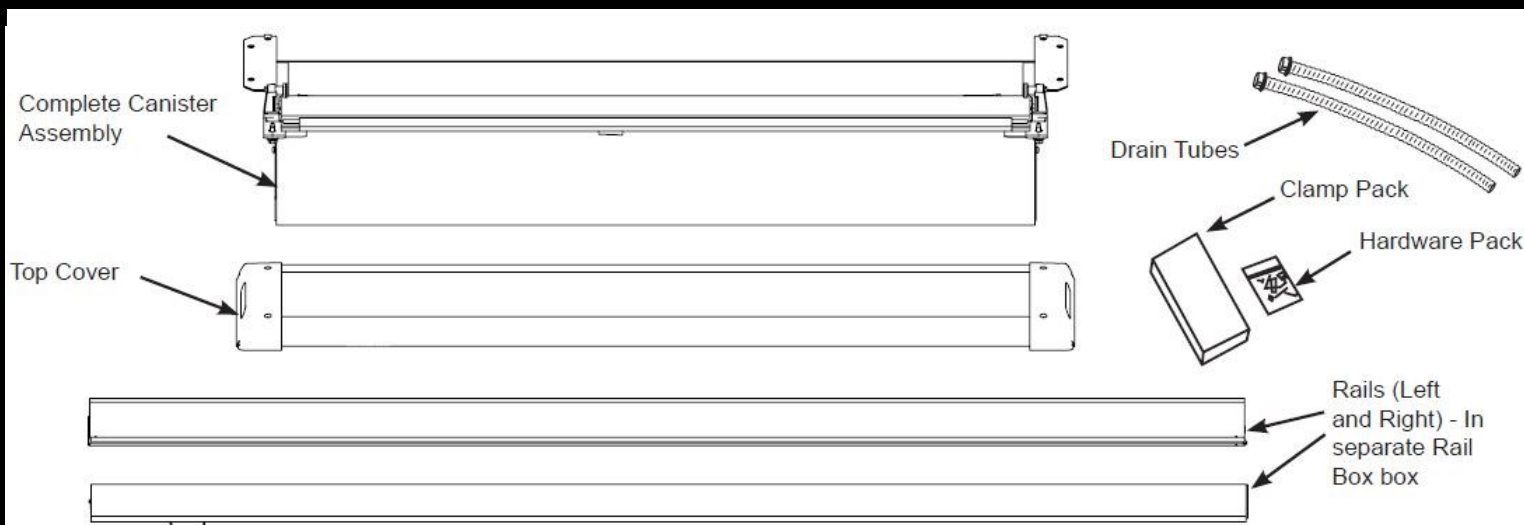 Complete Canister
Assembly
Drain Tubes
Clamp Pack
Hardware Pack
Top Cover
Rails (Left
and Right) - In
separate Rail
Box box